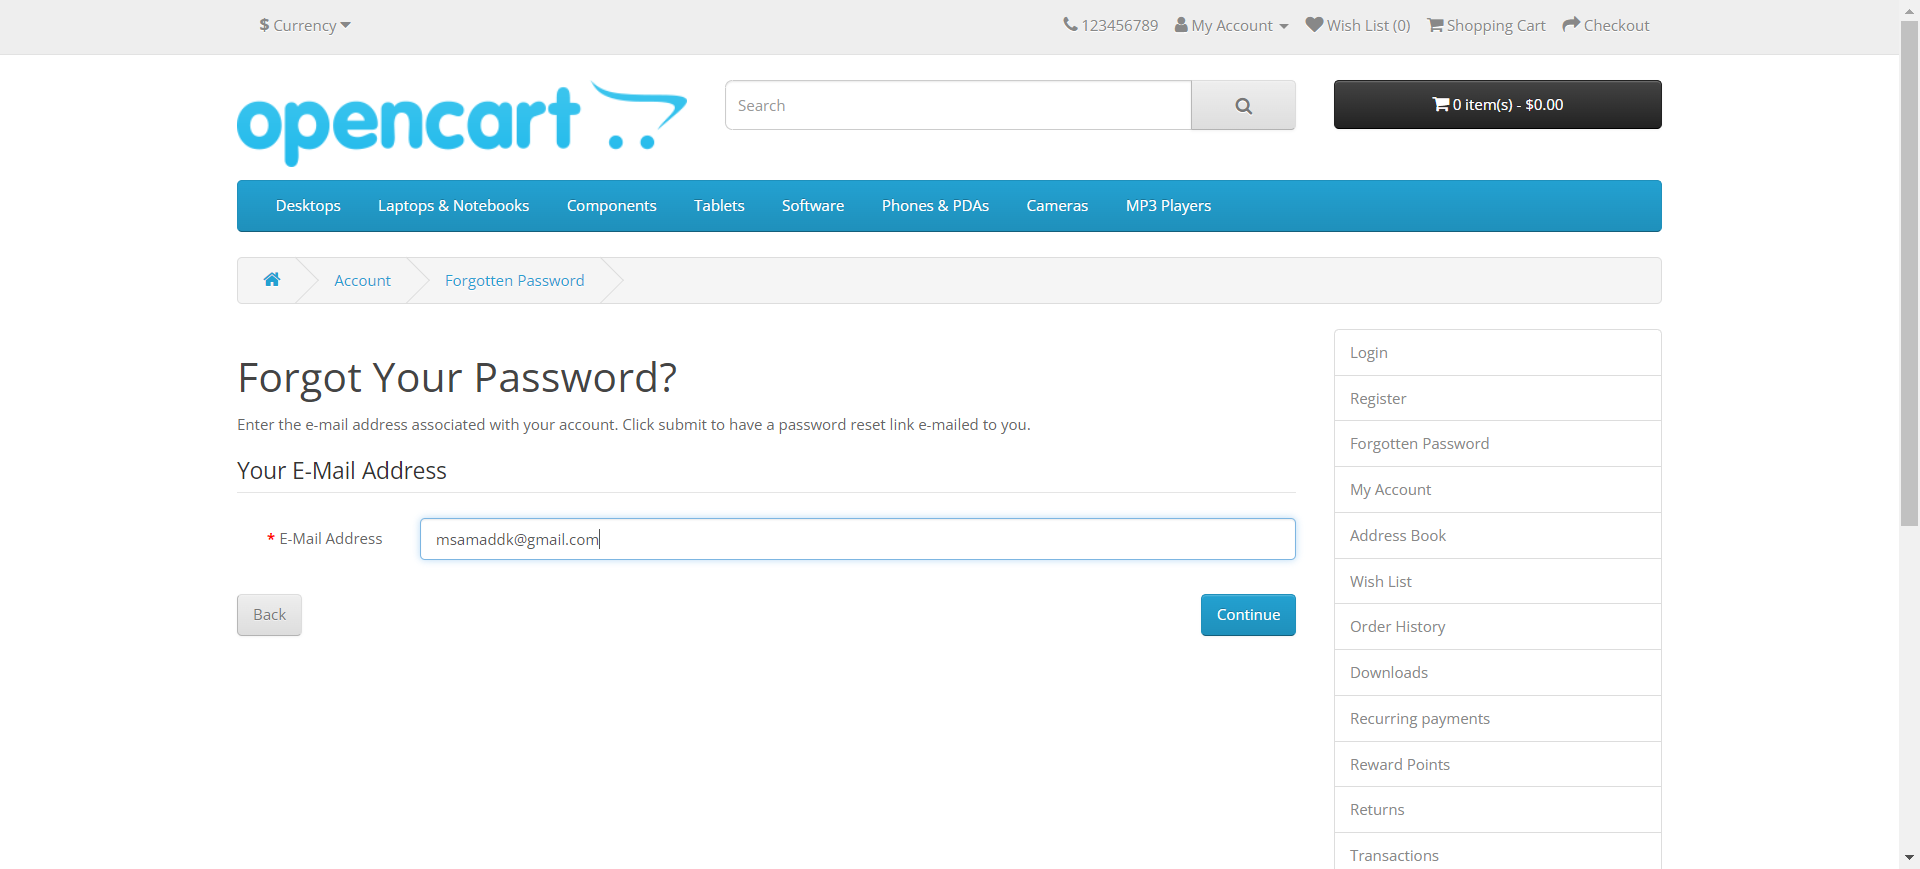 $ Currency
123456789 My Account Wish List (0) Shopping Cart Checkout
opencart
Search
0 item(s) - $0.00
Desktops Laptops & Notebooks Components Tablets Software Phones & PDAs Cameras MP3 Players
Account Forgotten Password
Forgot Your Password?
Enter the e-mail address associated with your account. Click submit to have a password reset link e-mailed to you.
Your E-Mail Address
* E-Mail Address
msamaddk@gmail.com
Back
Continue
Login
Register
Forgotten Password
My Account
Address Book
Wish List
Order History
Downloads
Recurring payments
Reward Points
Returns
Transactions